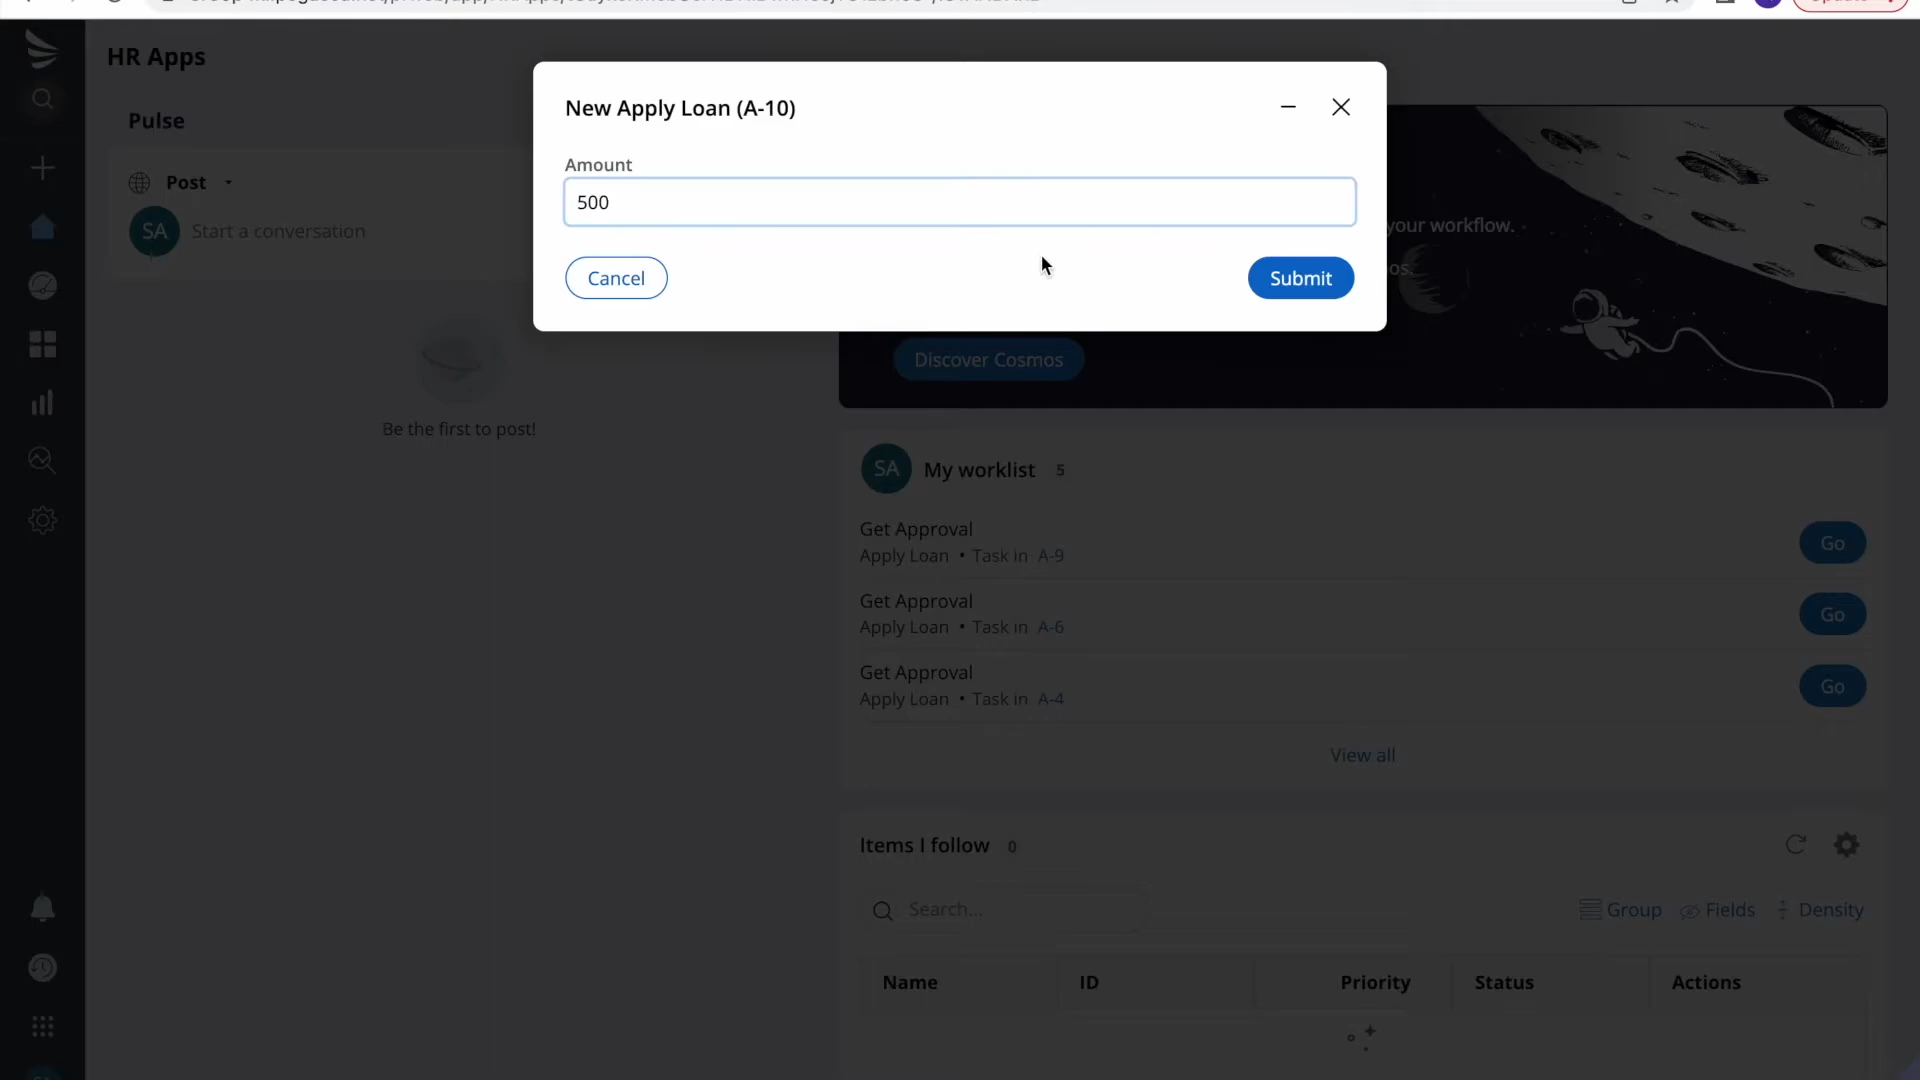 HR Apps
Pulse
Post
SA
Start a conversation
Be the first to post!
New Apply Loan (A-10)
Amount
500
Cancel
Submit
your workflow.
os.
Discover Cosmos
SA
My worklist 5
Get Approval
Apply Loan • Task in A-9
Go
Get Approval
Apply Loan • Task in A-6
Go
Get Approval
Apply Loan • Task in A-4
Go
View all
Items I follow 0
Search...
Group
Fields
Density
Name
ID
Priority
Status
Actions